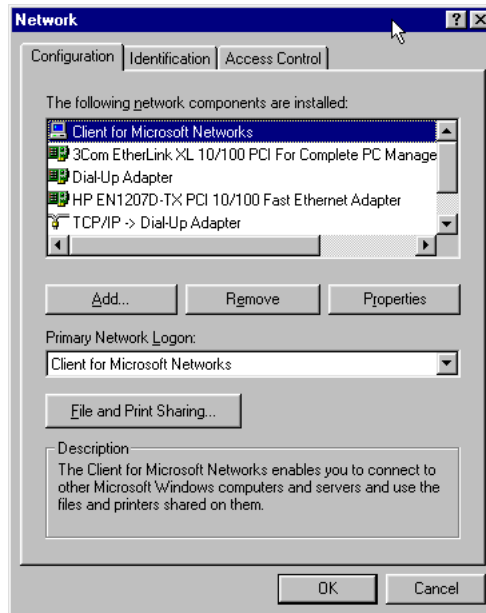 Network
Configuration Identification Access Control
The following network components are installed:
Client for Microsoft Networks
3Com EtherLink XL 10/100 PCI For Complete PC Manage
Dial-Up Adapter
HP EN1207D-TX PCI 10/100 Fast Ethernet Adapter
TCP/IP -> Dial-Up Adapter
Add... Remove Properties
Primary Network Logon:
Client for Microsoft Networks
File and Print Sharing...
Description
The Client for Microsoft Networks enables you to connect to
other Microsoft Windows computers and servers and use the
files and printers shared on them.
OK Cancel